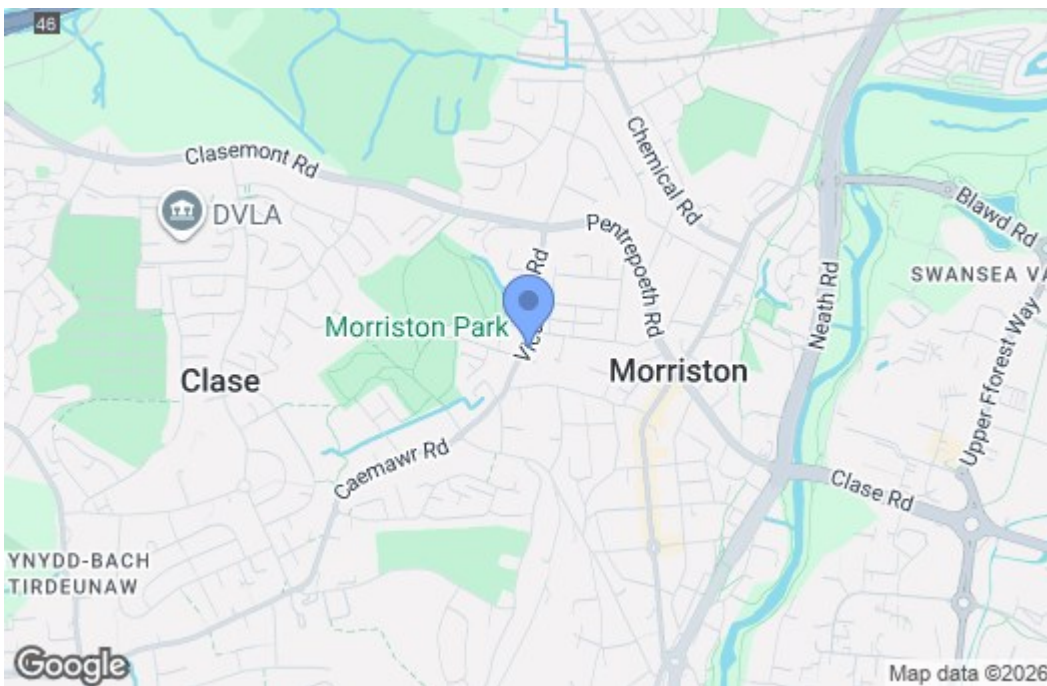 46
Clasemont Rd
DVLA
Chemical Rd
Pentrepoeth Rd
Rd
Blawd Rd
SWANSEA VA
Neath Rd
Upper Fforest Way
Morriston Park
Clase
Morriston
Caemawr Rd
Clase Rd
YNYDD-BACH
TIRDEUNAW
Google
Map data ©2026